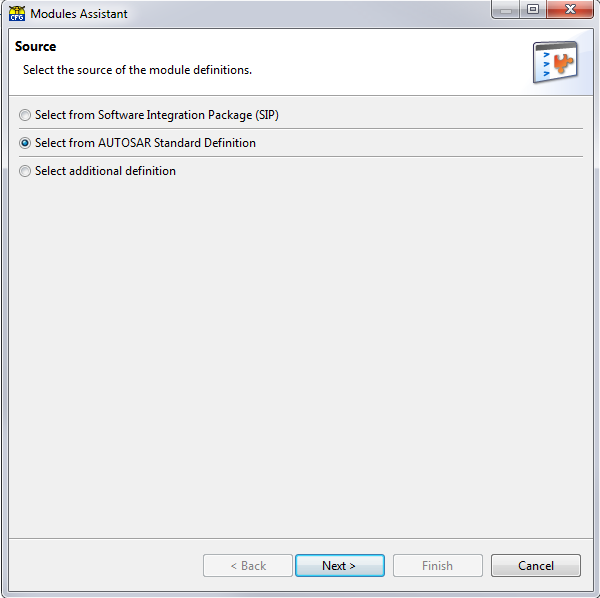 CFG
Modules Assistant
Source
Select the source of the module definitions.
Select from Software Integration Package (SIP)
Select from AUTOSAR Standard Definition
Select additional definition
< Back
Next >
Finish
Cancel